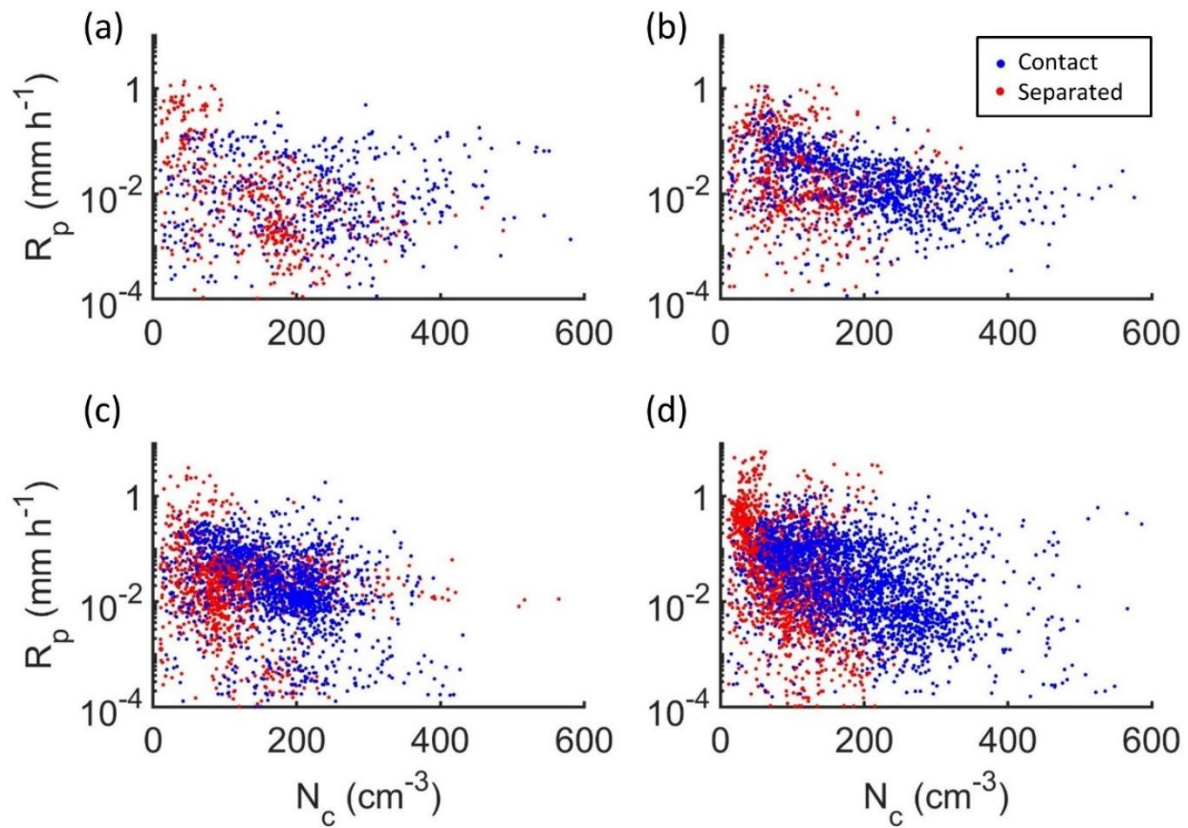 (a)
(b)
Contact
Separated
R_p (mm h^-1)
1
10^-2
10^-4
0 200 400 600
1
10^-2
10^-4
0 200 400 600
(c)
(d)
R_p (mm h^-1)
1
10^-2
10^-4
0 200 400 600
N_c (cm^-3)
1
10^-2
10^-4
0 200 400 600
N_c (cm^-3)